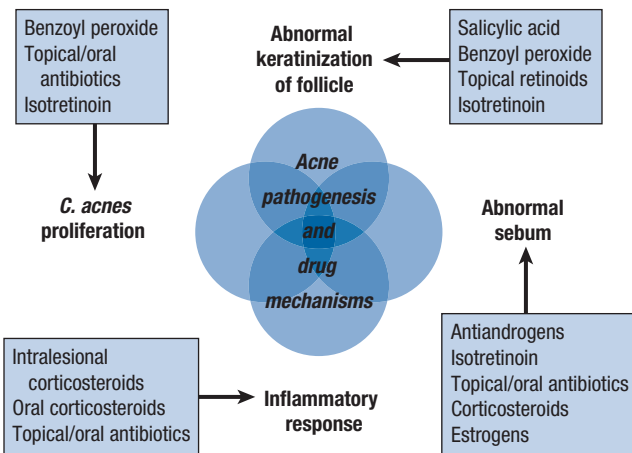 Benzoyl peroxide
Topical/oral
antibiotics
Isotretinoin
Abnormal
keratinization
of follicle
Salicylic acid
Benzoyl peroxide
Topical retinoids
Isotretinoin
C. acnes
proliferation
Acne
pathogenesis
and
drug
mechanisms
Abnormal
sebum
Intralesional
corticosteroids
Oral corticosteroids
Topical/oral antibiotics
Inflammatory
response
Antiandrogens
Isotretinoin
Topical/oral antibiotics
Corticosteroids
Estrogens